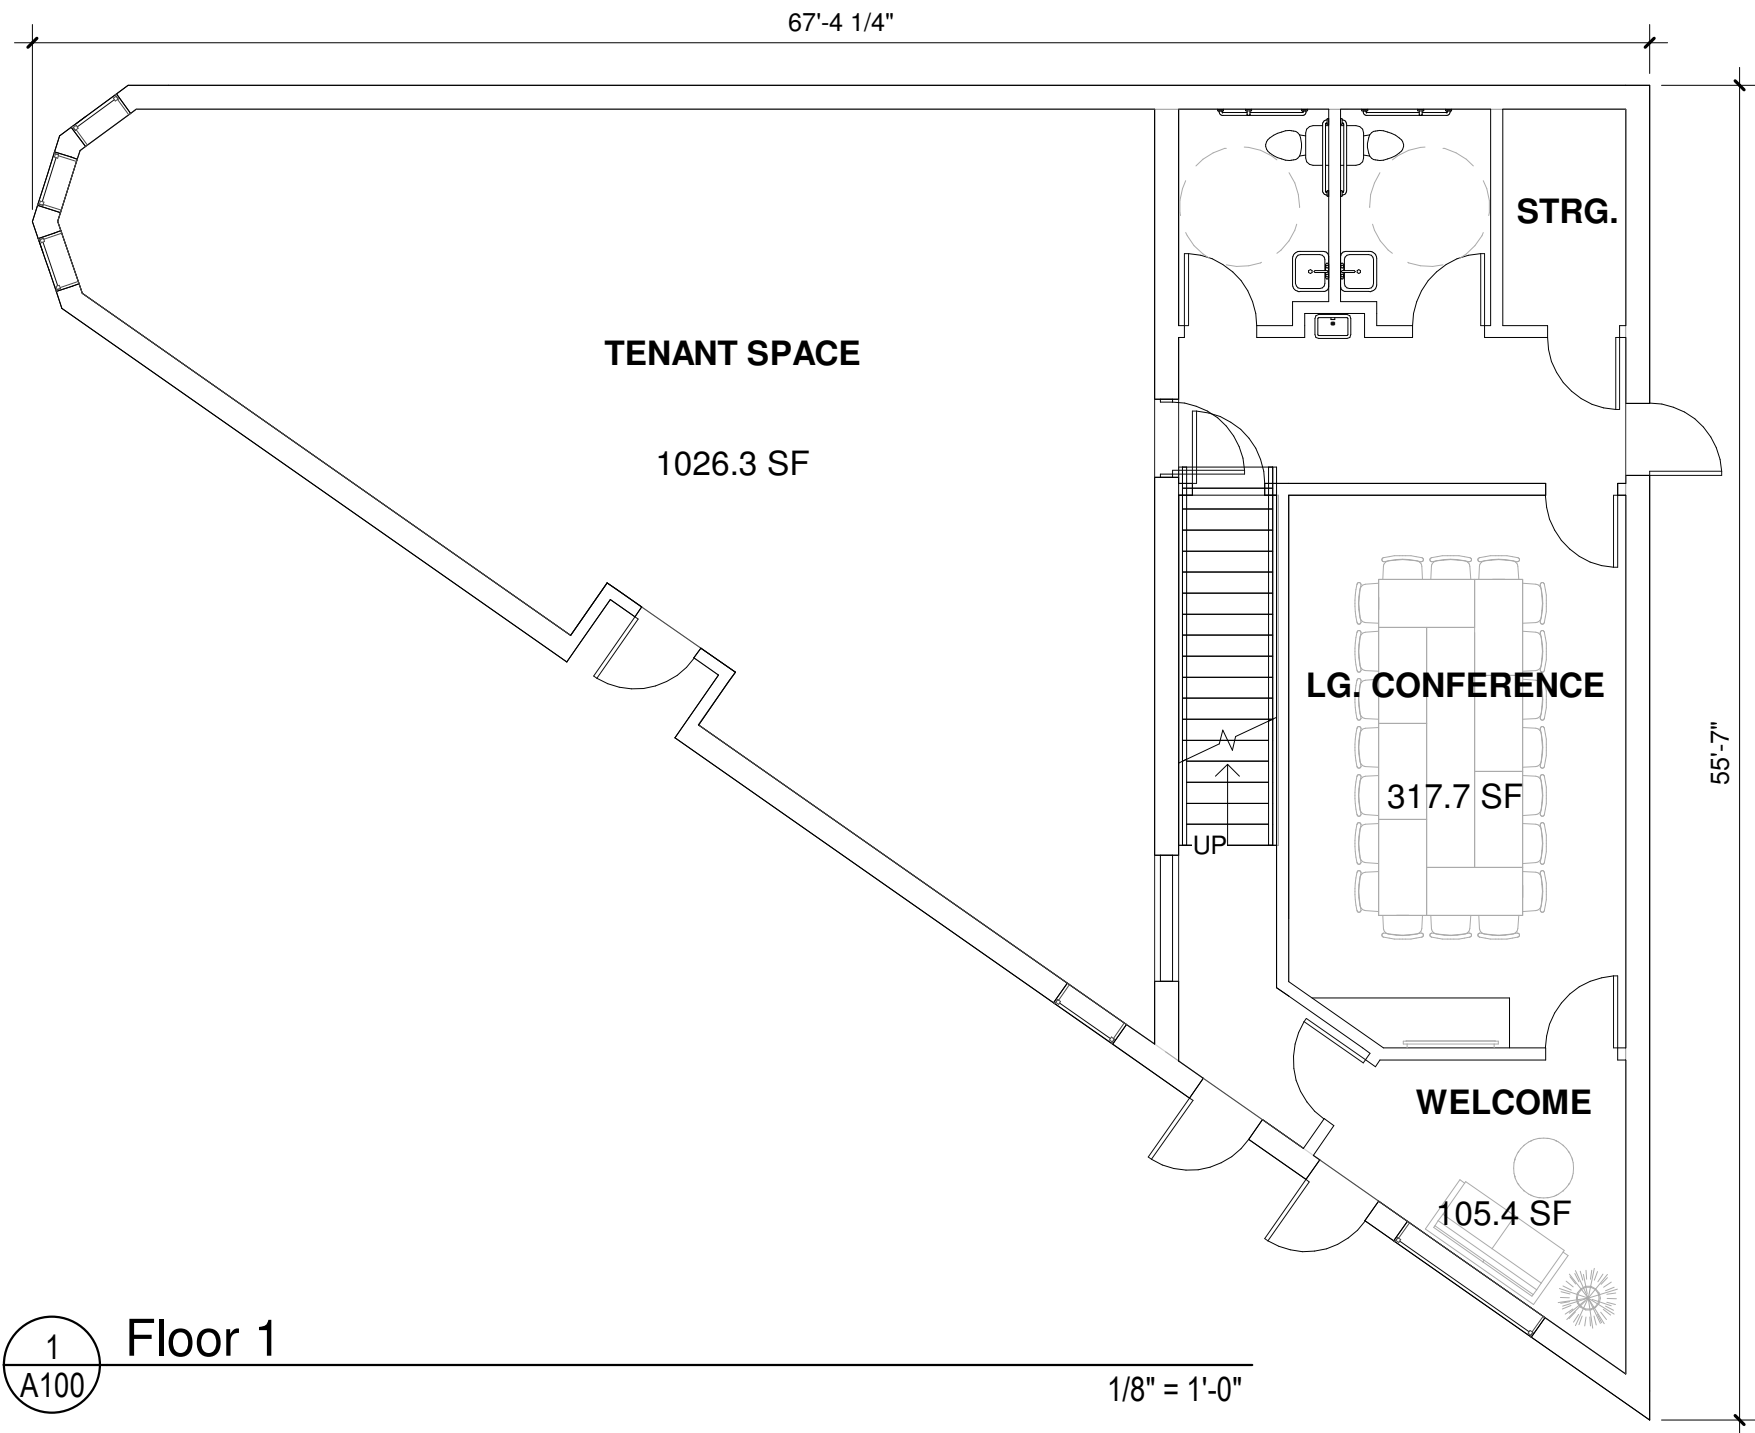 67'-4 1/4"
STRG.
TENANT SPACE
1026.3 SF
LG. CONFERENCE
55'-7"
317.7 SF
UP
WELCOME
105.4 SF
1
Floor 1
A100
1/8" = 1'-0"